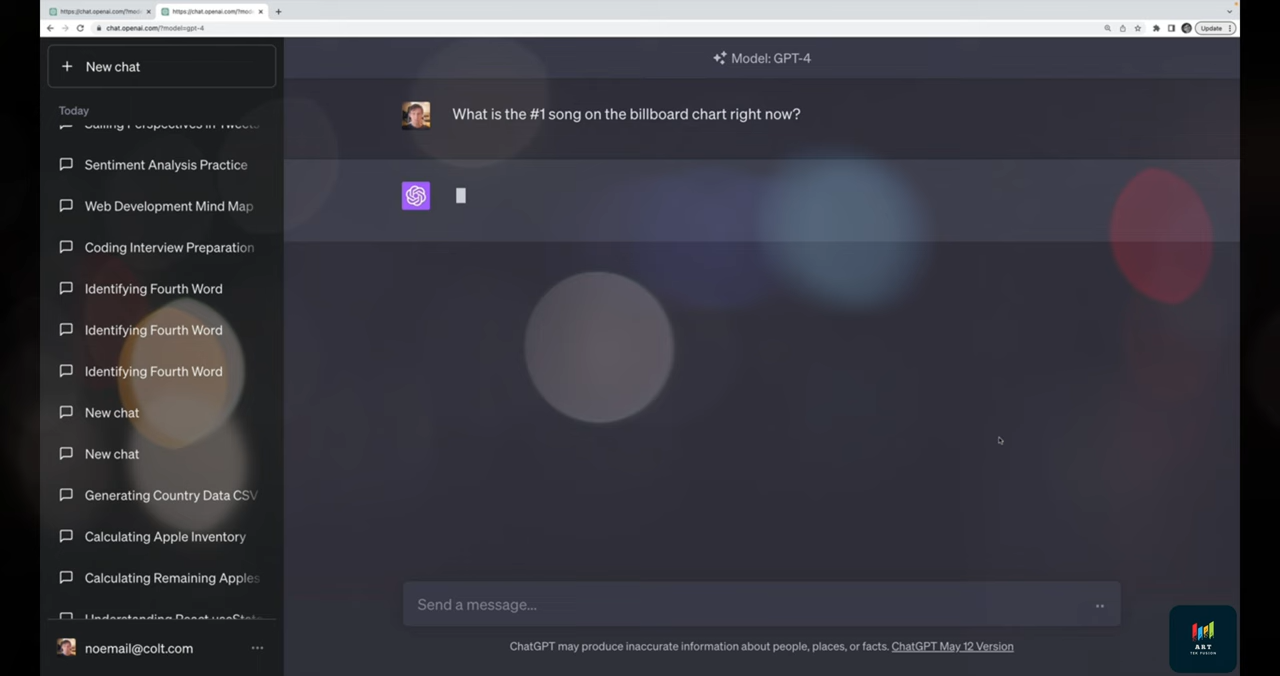 https://chat.openai.com/?mod
https://chat.openai.com/?mod
chat.openai.com/?model=gpt-4
Update
New chat
Today
Sentiment Analysis Practice
Web Development Mind Map
Coding Interview Preparation
Identifying Fourth Word
Identifying Fourth Word
Identifying Fourth Word
New chat
New chat
Generating Country Data CSV
Calculating Apple Inventory
Calculating Remaining Apples
noemail@colt.com
Model: GPT-4
What is the #1 song on the billboard chart right now?
Send a message...
ChatGPT may produce inaccurate information about people, places, or facts. ChatGPT May 12 Version
ART